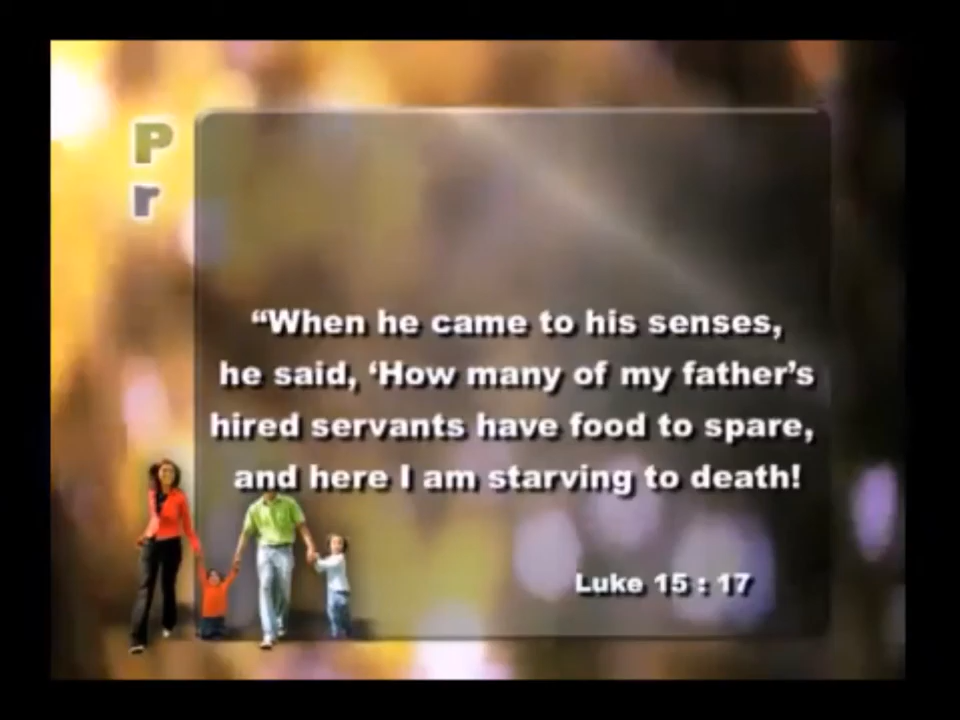 P
r
“When he came to his senses,
he said, ‘How many of my father’s
hired servants have food to spare,
and here I am starving to death!
Luke 15 : 17